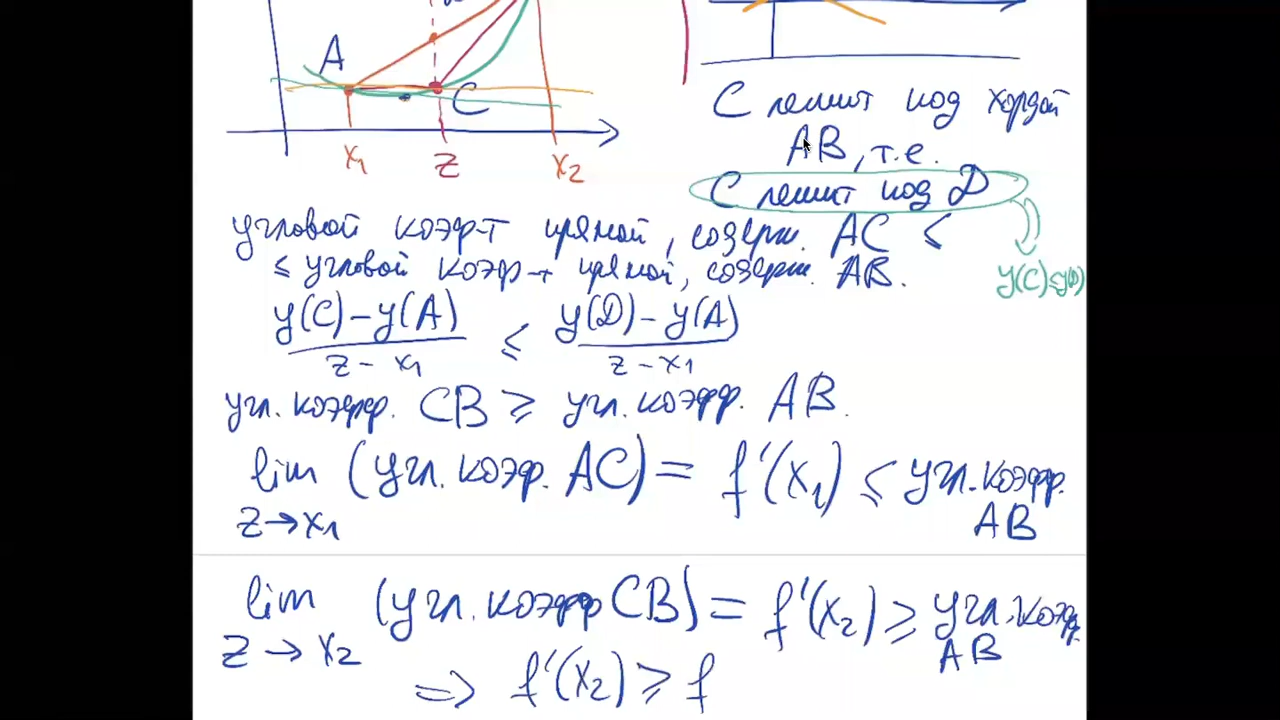 A
C
x₁ z x₂
C лежит под хордой
AB, т.е.
C лежит под D
y(C)≤y(D)
угловой коэф-т прямой, содерж. AC ≤
≤ угловой коэф-т прямой, содерж. AB.
y(C)-y(A) / z-x₁ ≤ y(D)-y(A) / z-x₁
угл. коэфф. CB ≥ угл. коэфф. AB.
lim (угл. коэф. AC) = f'(x₁) ≤ угл. коэфф.
z→x₁ AB
lim (угл. коэфф CB) = f'(x₂) ≥ угл. коэфф.
z→x₂ AB
⇒ f'(x₂) ≥ f